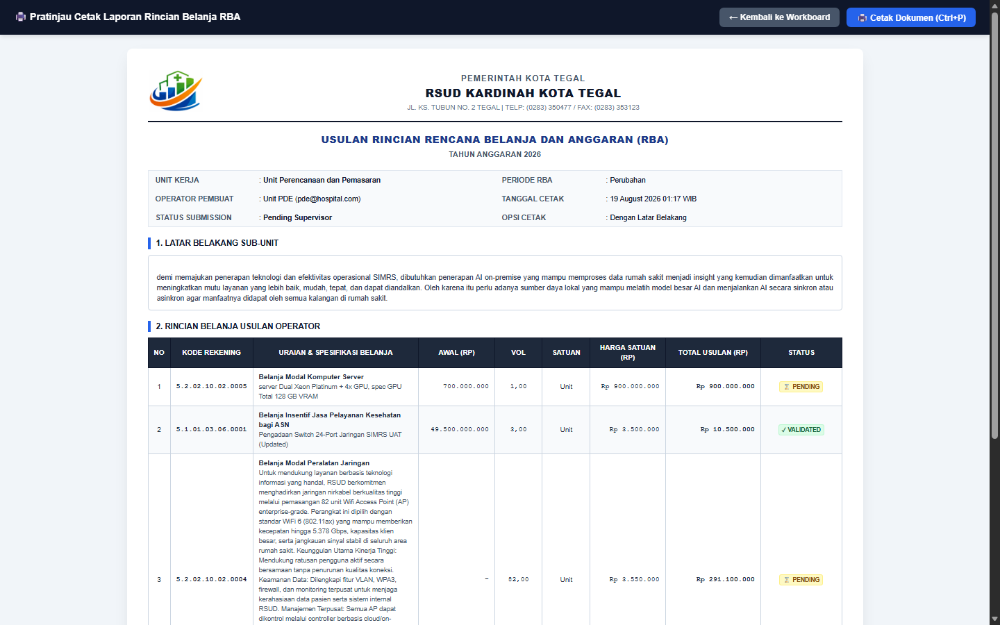 Pratinjau Cetak Laporan Rincian Belanja RBA
← Kembali ke Workboard
Cetak Dokumen (Ctrl+P)
PEMERINTAH KOTA TEGAL
RSUD KARDINAH KOTA TEGAL
JL. KS. TUBUN NO. 2 TEGAL | TELP: (0283) 350477 / FAX: (0283) 353123
USULAN RINCIAN RENCANA BELANJA DAN ANGGARAN (RBA)
TAHUN ANGGARAN 2026
UNIT KERJA : Unit Perencanaan dan Pemasaran PERIODE RBA : Perubahan
OPERATOR PEMBUAT : Unit PDE (pde@hospital.com) TANGGAL CETAK : 19 August 2026 01:17 WIB
STATUS SUBMISSION : Pending Supervisor OPSI CETAK : Dengan Latar Belakang
1. LATAR BELAKANG SUB-UNIT
demi memajukan penerapan teknologi dan efektivitas operasional SIMRS, dibutuhkan penerapan AI on-premise yang mampu memproses data rumah sakit menjadi insight yang kemudian dimanfaatkan untuk
meningkatkan mutu layanan yang lebih baik, mudah, tepat, dan dapat diandalkan. Oleh karena itu perlu adanya sumber daya lokal yang mampu melatih model besar AI dan menjalankan AI secara sinkron atau
asinkron agar manfaatnya didapat oleh semua kalangan di rumah sakit.
2. RINCIAN BELANJA USULAN OPERATOR
NO KODE REKENING URAIAN & SPESIFIKASI BELANJA AWAL (RP) VOL SATUAN HARGA SATUAN (RP) TOTAL USULAN (RP) STATUS
1 5.2.02.10.02.0005 Belanja Modal Komputer Server
server Dual Xeon Platinum + 4x GPU, spec GPU
Total 128 GB VRAM
700.000.000 1,00 Unit Rp 900.000.000 Rp 900.000.000 PENDING
2 5.1.01.03.06.0001 Belanja Insentif Jasa Pelayanan Kesehatan
bagi ASN
Pengadaan Switch 24-Port Jaringan SIMRS UAT
(Updated)
49.500.000.000 3,00 Unit Rp 3.500.000 Rp 10.500.000 ✓ VALIDATED
3 5.2.02.10.02.0004 Belanja Modal Peralatan Jaringan
Untuk mendukung layanan berbasis teknologi
informasi yang handal, RSUD berkomitmen
menghadirkan jaringan nirkabel berkualitas tinggi
melalui pemasangan 82 unit Wifi Access Point (AP)
enterprise-grade. Perangkat ini dipilih dengan
standar WiFi 6 (802.11ax) yang mampu memberikan
kecepatan hingga 5.378 Gbps, kapasitas klien
besar, serta jangkauan sinyal stabil di seluruh area
rumah sakit. Keunggulan Utama Kinerja Tinggi:
Mendukung ratusan pengguna aktif secara
bersamaan tanpa penurunan kualitas koneksi.
Keamanan Data: Dilengkapi fitur VLAN, WPA3,
firewall, dan monitoring terpusat untuk menjaga
kerahasiaan data pasien serta sistem internal
RSUD. Manajemen Terpusat: Semua AP dapat
dikontrol melalui controller berbasis cloud/on-
– 82,00 Unit Rp 3.550.000 Rp 291.100.000 PENDING